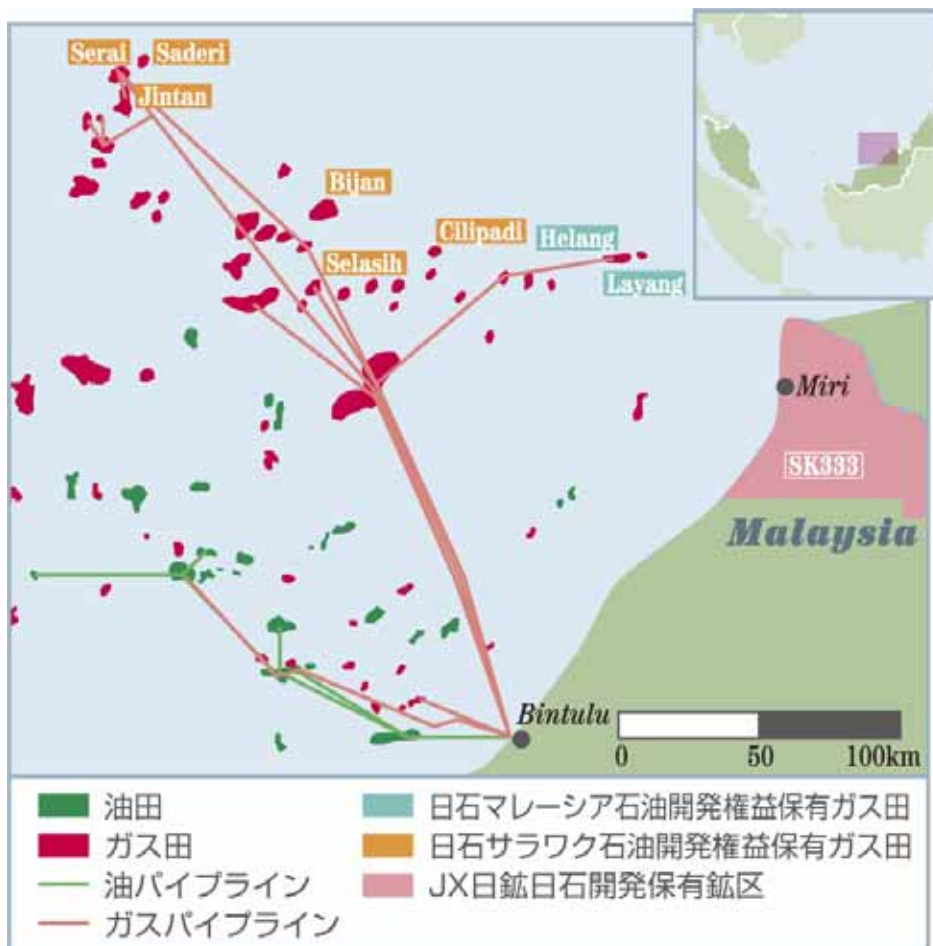 Serai
Saderi
Jintan
Bijan
Cilipadi
Helang
Selasih
Layang
Miri
SK333
Malaysia
Bintulu
0 50 100km
油田
ガス田
油パイプライン
ガスパイプライン
日石マレーシア石油開発権益保有ガス田
日石サラワク石油開発権益保有ガス田
JX日鉱日石開発保有鉱区